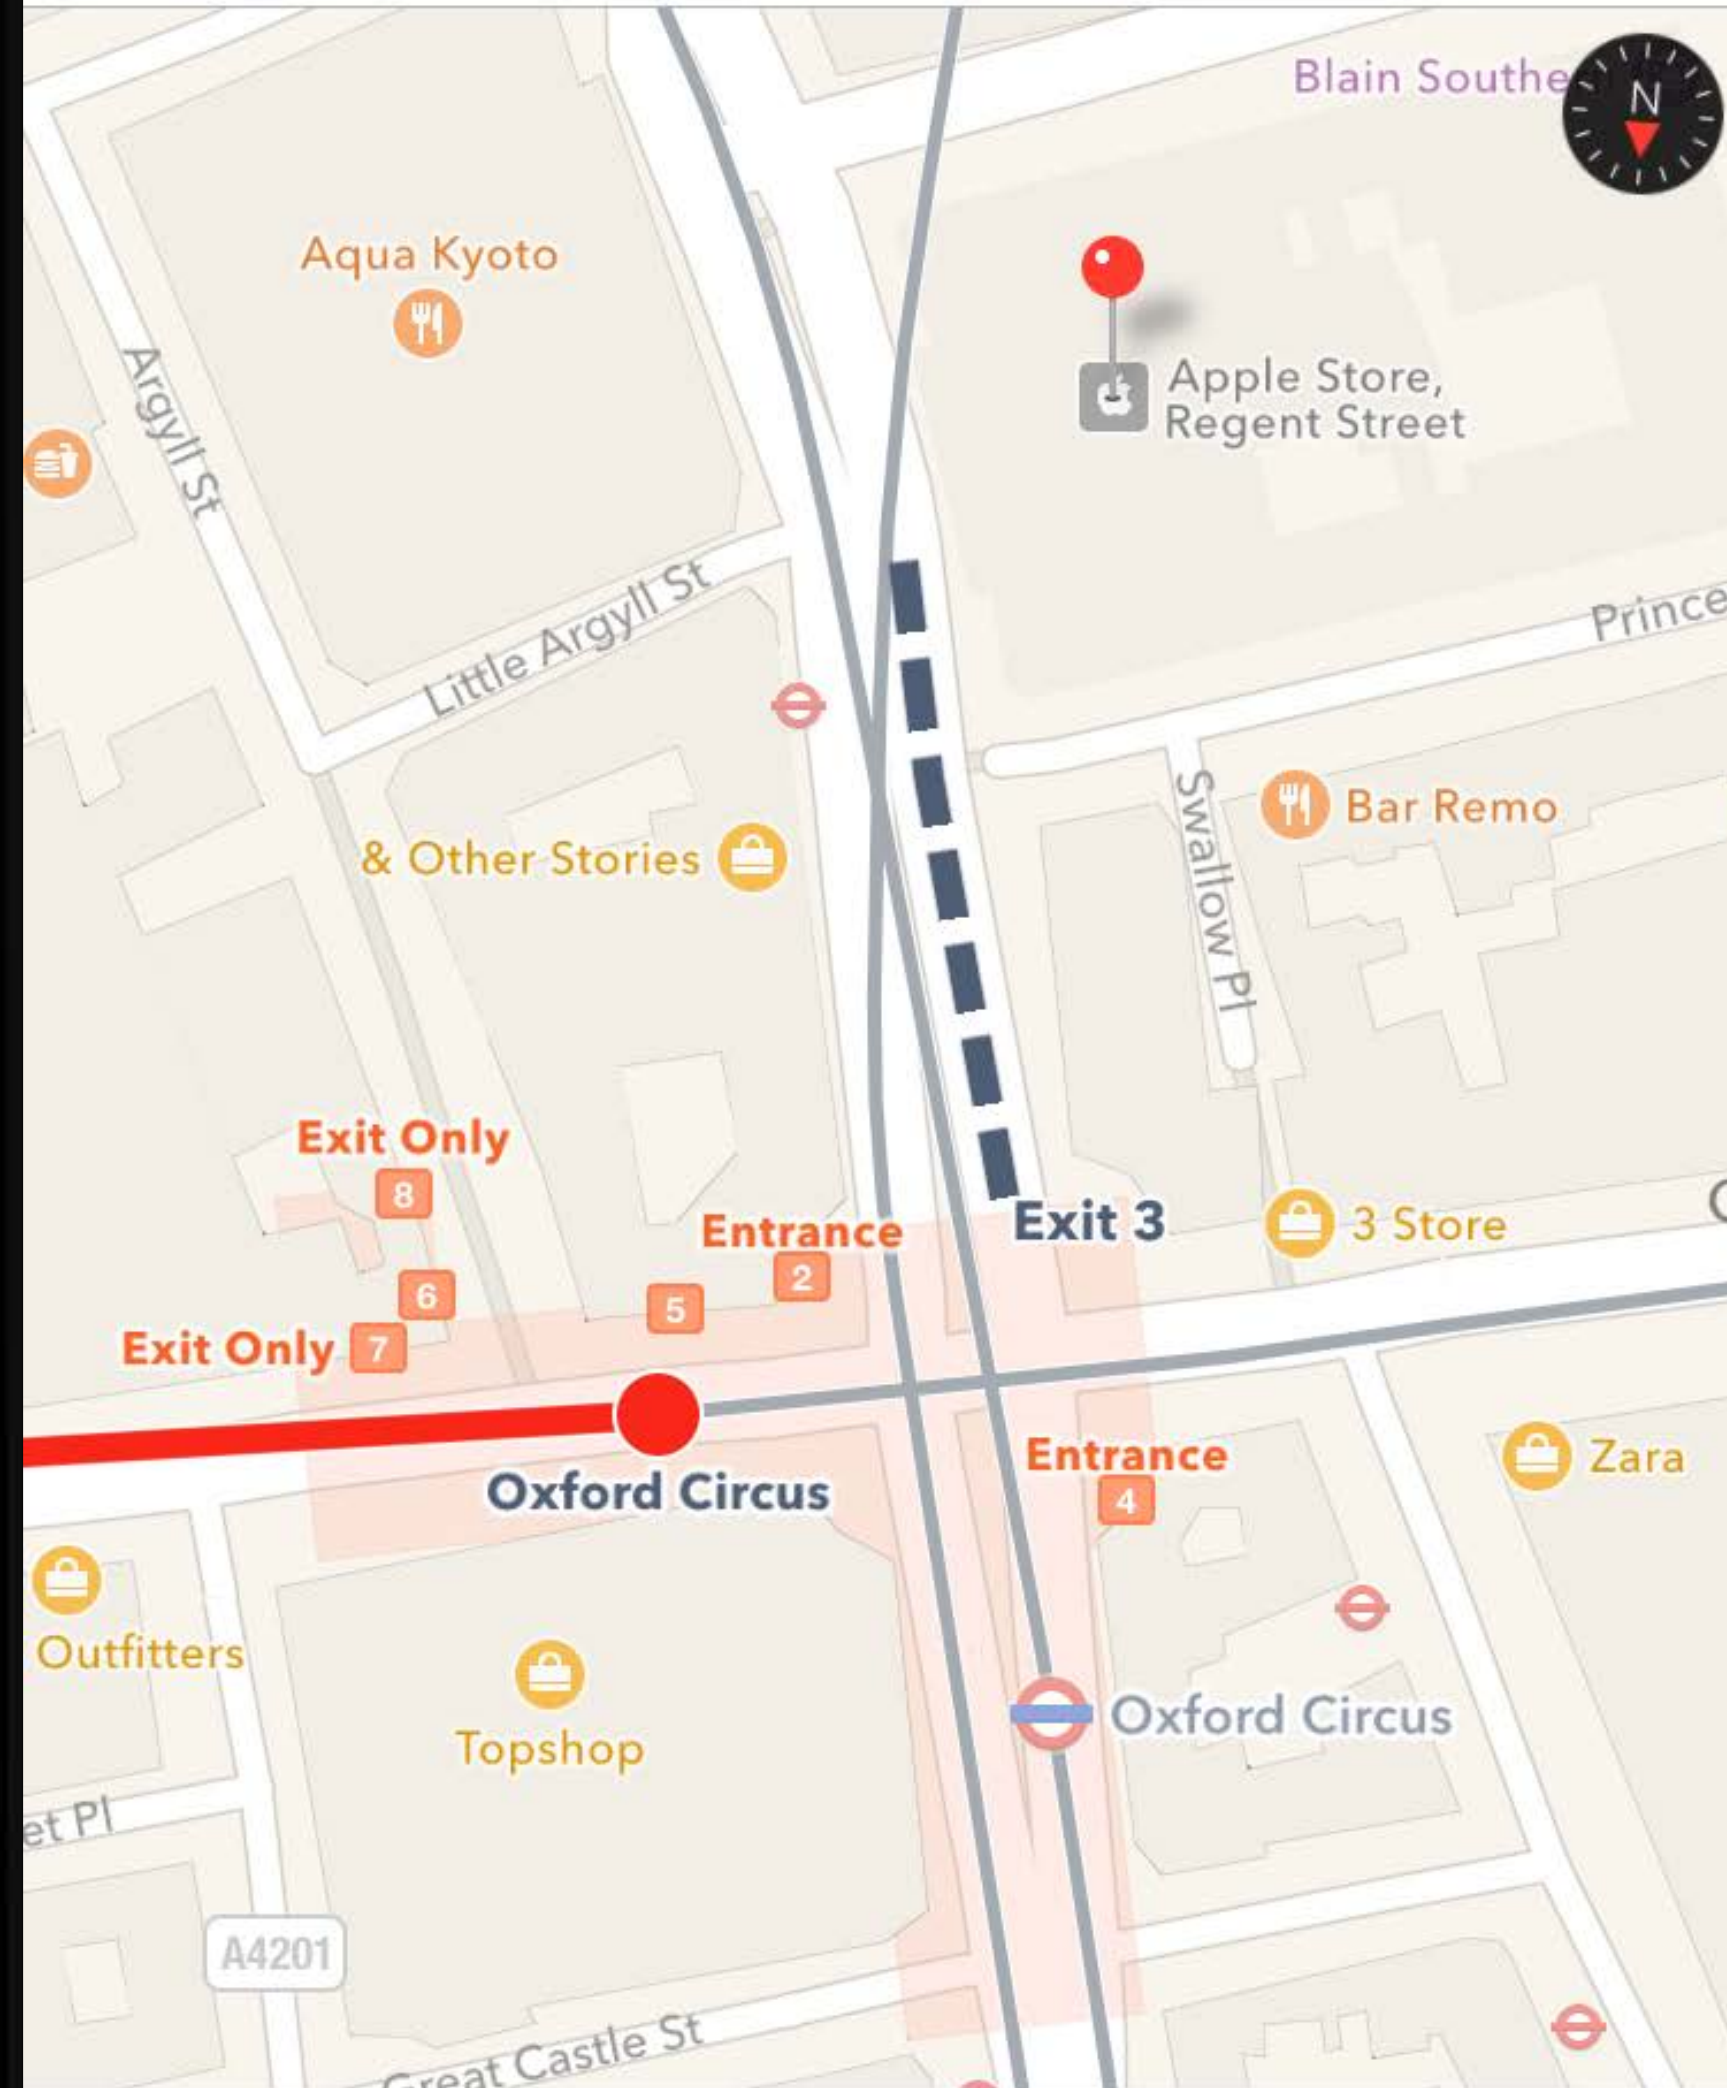 Blain Southe
N
Aqua Kyoto
Apple Store,
Regent Street
Argyll St
Little Argyll St
Prince
Swallow Pl
Bar Remo
& Other Stories
Exit Only
8
Entrance
2
Exit 3
3 Store
6
5
Exit Only 7
Oxford Circus
Entrance
4
Zara
Outfitters
Topshop
Oxford Circus
et Pl
A4201
Great Castle St